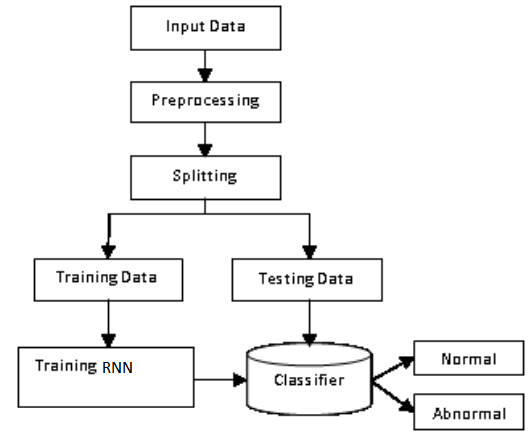 Input Data
Preprocessing
Splitting
Training Data
Testing Data
Training RNN
Classifier
Normal
Abnormal